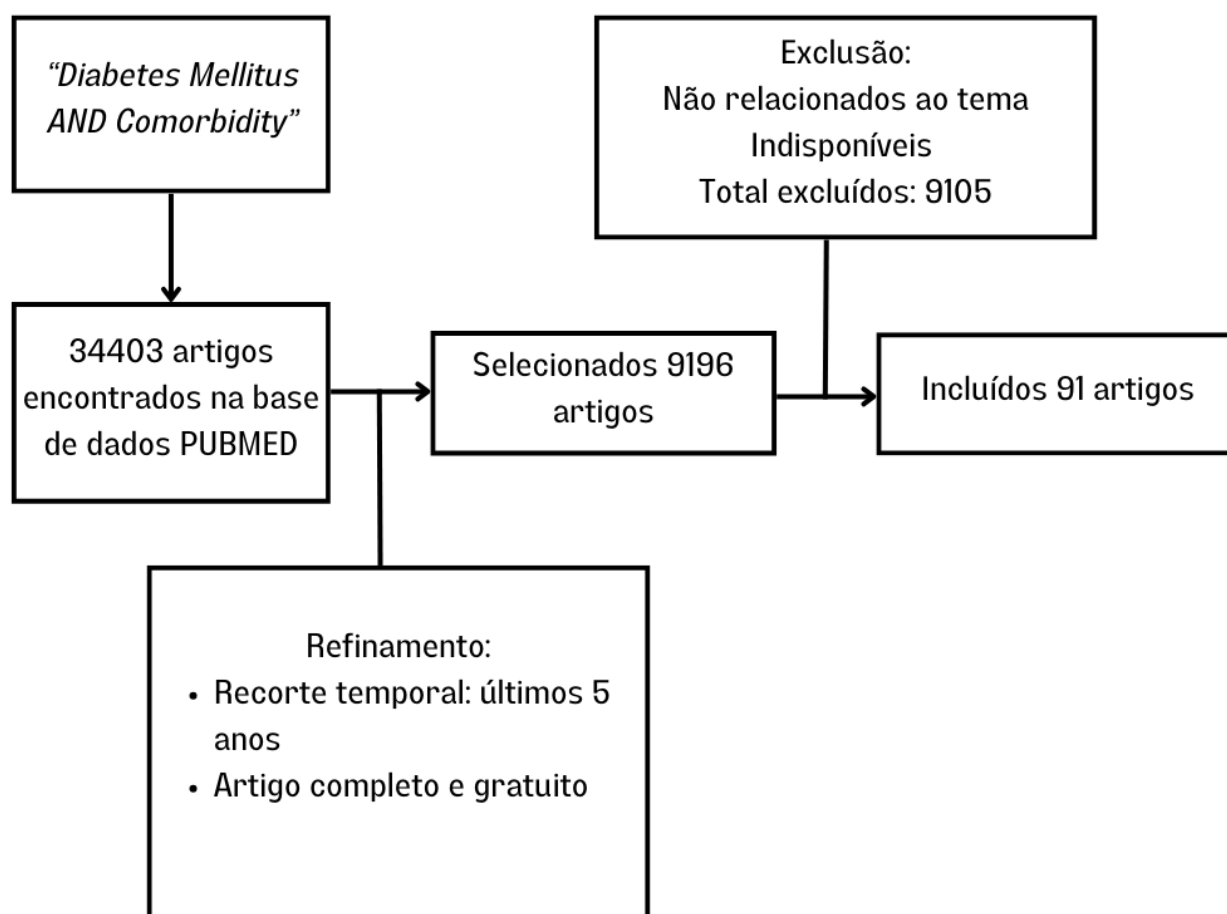 “Diabetes Mellitus
AND Comorbidity”
Exclusão:
Não relacionados ao tema
Indisponíveis
Total excluídos: 9105
34403 artigos
encontrados na base
de dados PUBMED
Selecionados 9196
artigos
Incluídos 91 artigos
Refinamento:
• Recorte temporal: últimos 5
anos
• Artigo completo e gratuito